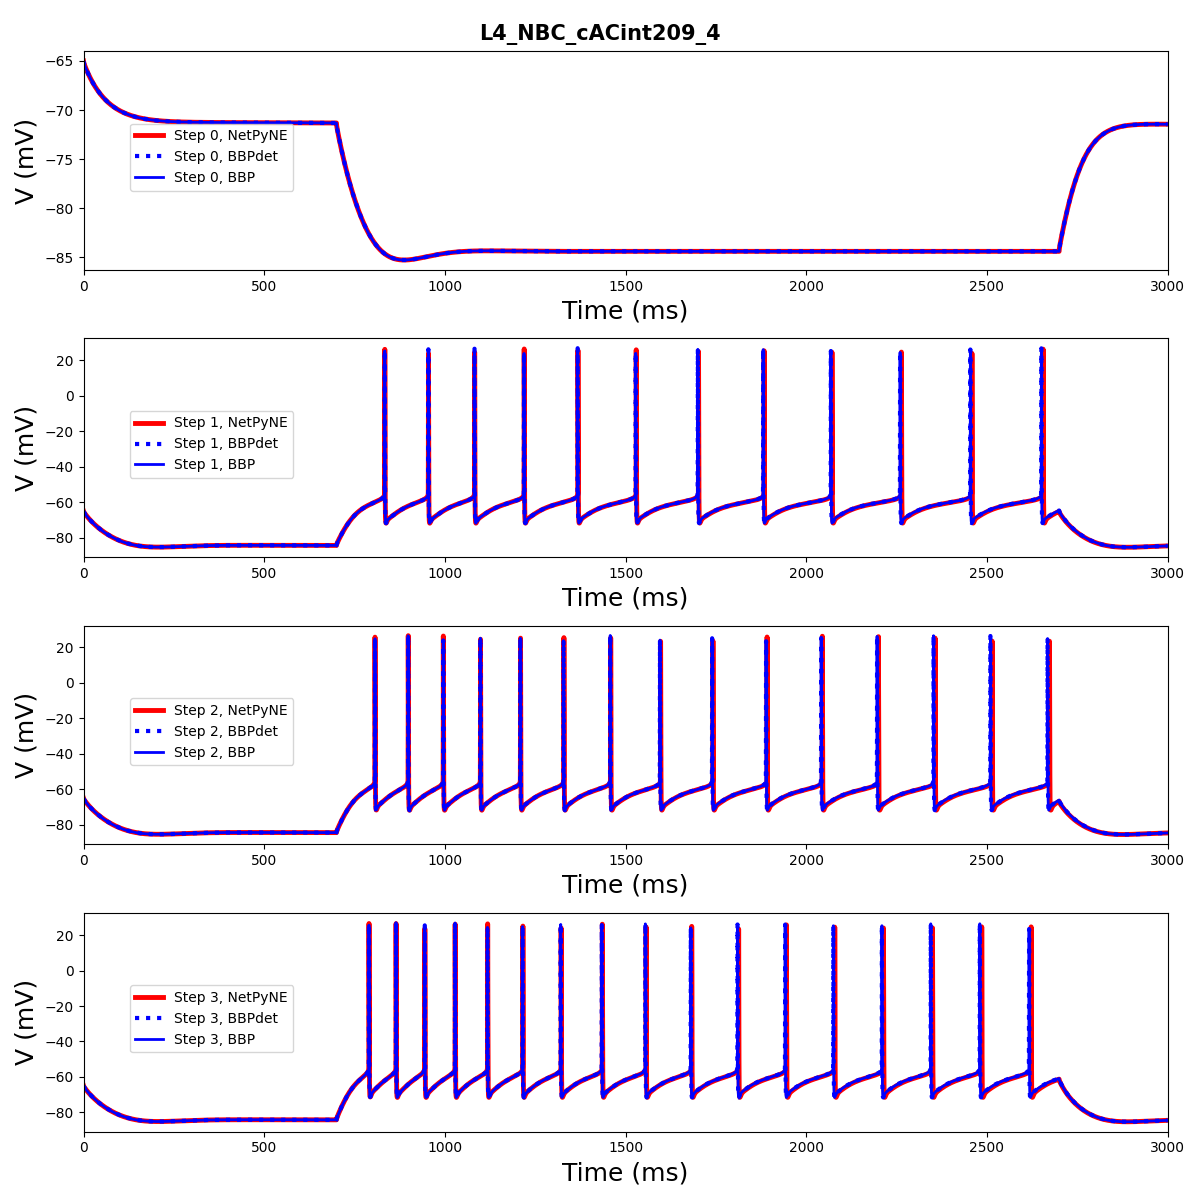 L4_NBC_cACint209_4
−65
−70
−75
−80
−85
V (mV)
Step 0, NetPyNE
Step 0, BBPdet
Step 0, BBP
0 500 1000 1500 2000 2500 3000
Time (ms)
20
0
−20
−40
−60
−80
V (mV)
Step 1, NetPyNE
Step 1, BBPdet
Step 1, BBP
0 500 1000 1500 2000 2500 3000
Time (ms)
20
0
−20
−40
−60
−80
V (mV)
Step 2, NetPyNE
Step 2, BBPdet
Step 2, BBP
0 500 1000 1500 2000 2500 3000
Time (ms)
20
0
−20
−40
−60
−80
V (mV)
Step 3, NetPyNE
Step 3, BBPdet
Step 3, BBP
0 500 1000 1500 2000 2500 3000
Time (ms)